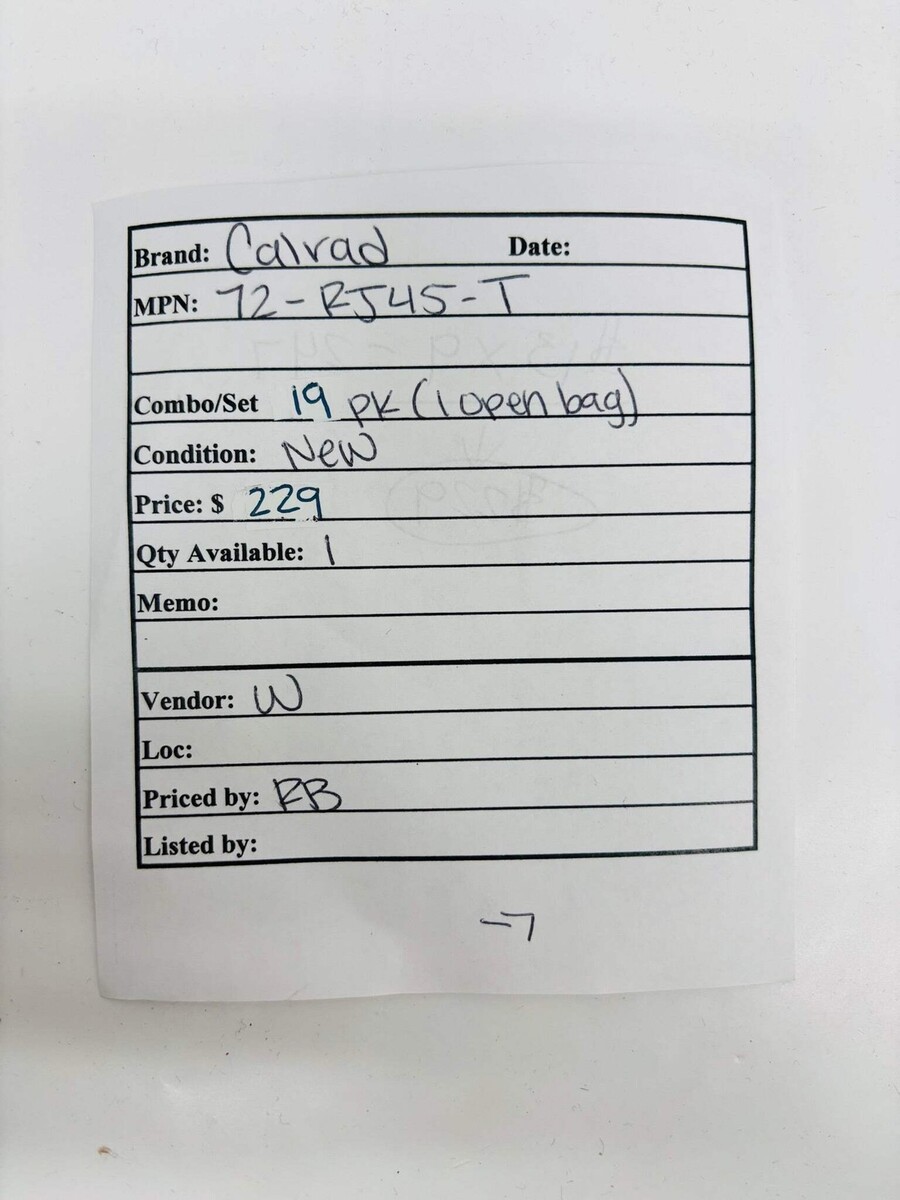 Brand: Calrad Date:
MPN: 72-RJ45-T
Combo/Set 19 pk (1 open bag)
Condition: New
Price: $ 229
Qty Available: 1
Memo:
Vendor: W
Loc:
Priced by: RB
Listed by:
-7